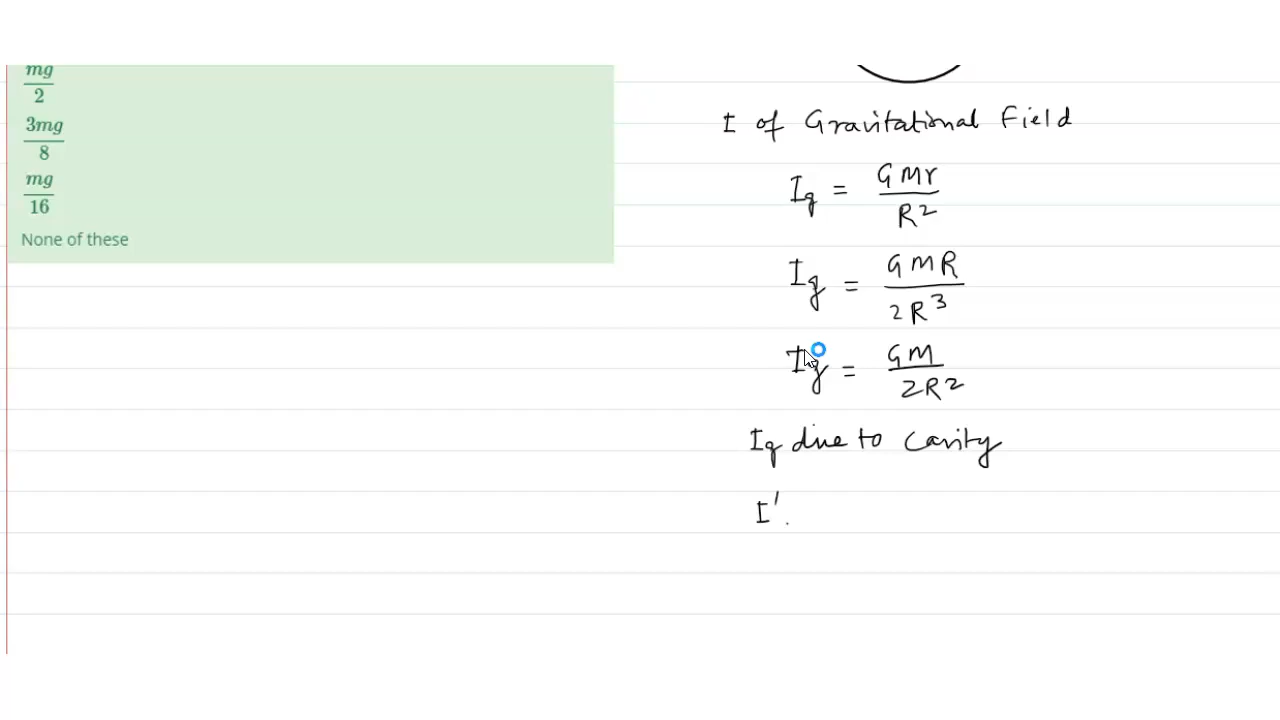 mg
2
3mg
8
mg
16
None of these
I of Gravitational Field
Ig = GMr
R2
Ig = GMR
2R3
Ig = GM
2R2
Ig due to Cavity
I'.